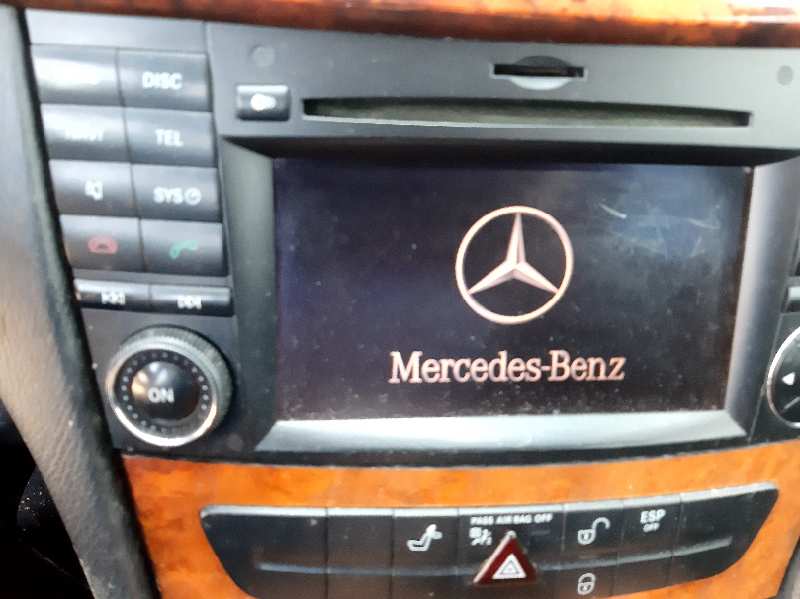 DISC
TEL
SYS
ON
Mercedes-Benz
PASS AIR BAG OFF
ESP
OFF